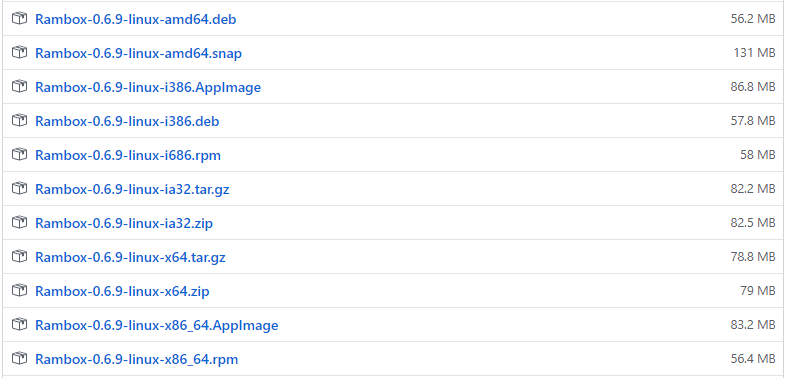 Rambox-0.6.9-linux-amd64.deb 56.2 MB
Rambox-0.6.9-linux-amd64.snap 131 MB
Rambox-0.6.9-linux-i386.AppImage 86.8 MB
Rambox-0.6.9-linux-i386.deb 57.8 MB
Rambox-0.6.9-linux-i686.rpm 58 MB
Rambox-0.6.9-linux-ia32.tar.gz 82.2 MB
Rambox-0.6.9-linux-ia32.zip 82.5 MB
Rambox-0.6.9-linux-x64.tar.gz 78.8 MB
Rambox-0.6.9-linux-x64.zip 79 MB
Rambox-0.6.9-linux-x86_64.AppImage 83.2 MB
Rambox-0.6.9-linux-x86_64.rpm 56.4 MB